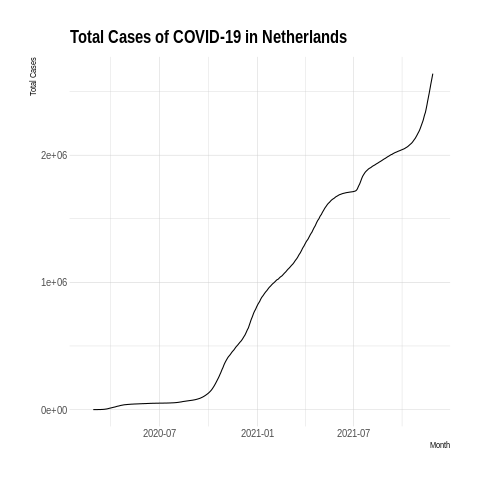 Total Cases of COVID-19 in Netherlands
Total Cases
2e+06
1e+06
0e+00
2020-07 2021-01 2021-07
Month